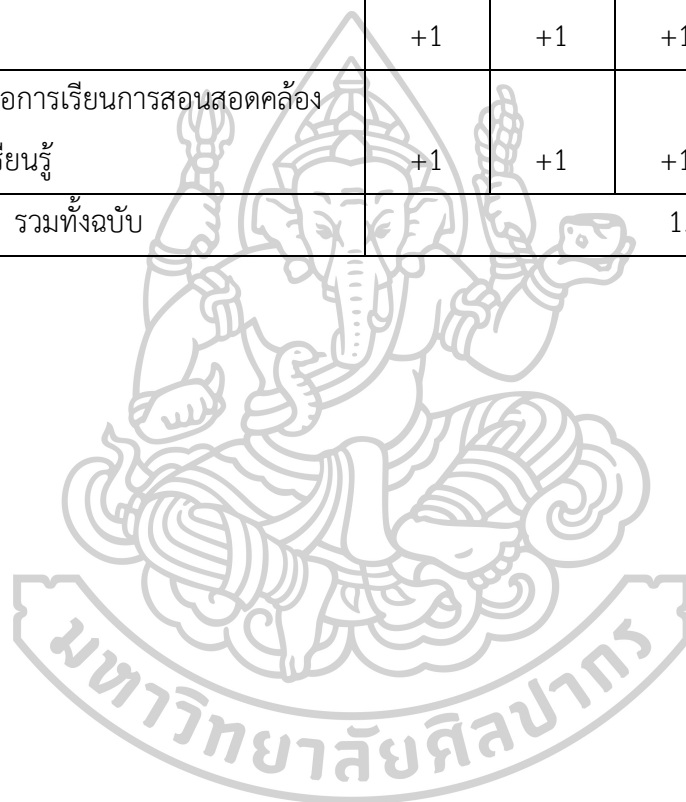 +1 +1 +1
อการเรียนการสอนสอดคล้อง
รียนรู้ +1 +1 +1
รวมทั้งฉบับ 1.
มหาวิทยาลัยศิลปากร